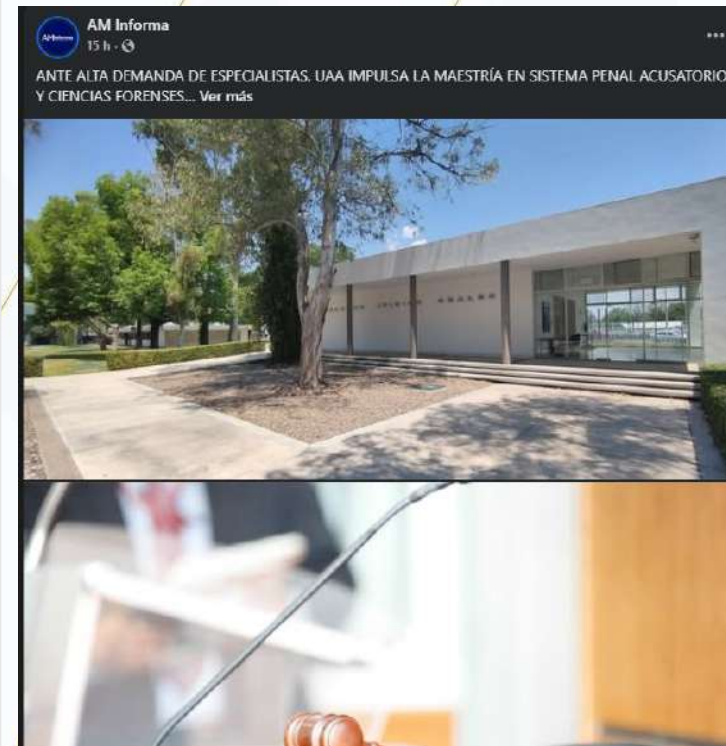 AM Informa
15 h
ANTE ALTA DEMANDA DE ESPECIALISTAS. UAA IMPULSA LA MAESTRÍA EN SISTEMA PENAL ACUSATORIO
Y CIENCIAS FORENSES... Ver más